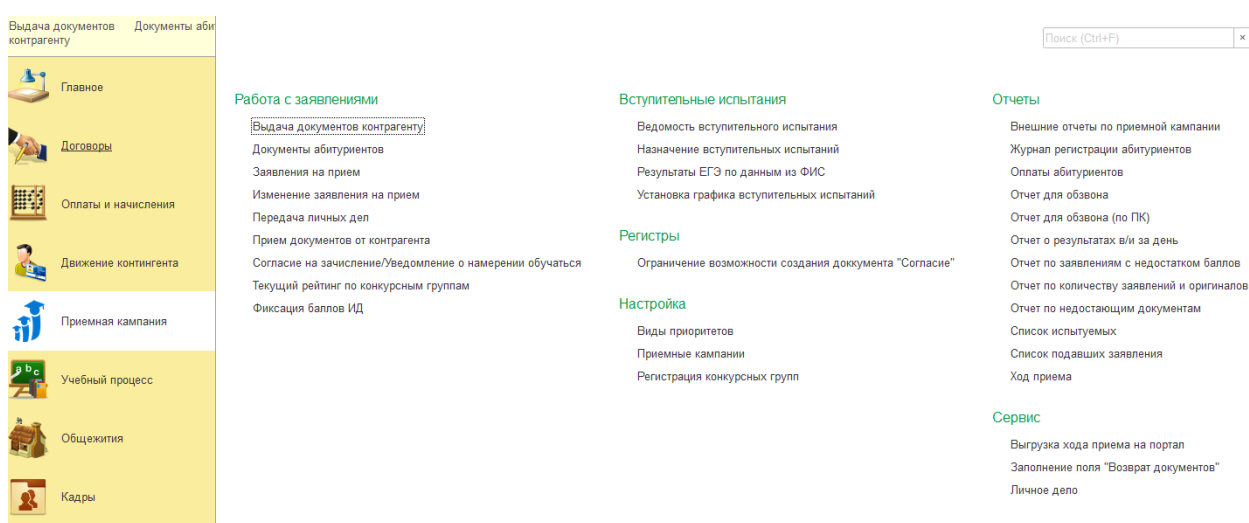 Выдача документов
контрагенту
Документы аби
Поиск (Ctrl+F)
Главное
Договоры
Оплаты и начисления
Движение контингента
Приемная кампания
Учебный процесс
Общежития
Кадры
Работа с заявлениями
Выдача документов контрагенту
Документы абитуриентов
Заявления на прием
Изменение заявления на прием
Передача личных дел
Прием документов от контрагента
Согласие на зачисление/Уведомление о намерении обучаться
Текущий рейтинг по конкурсным группам
Фиксация баллов ИД
Вступительные испытания
Ведомость вступительного испытания
Назначение вступительных испытаний
Результаты ЕГЭ по данным из ФИС
Установка графика вступительных испытаний
Регистры
Ограничение возможности создания доккумента "Согласие"
Настройка
Виды приоритетов
Приемные кампании
Регистрация конкурсных групп
Отчеты
Внешние отчеты по приемной кампании
Журнал регистрации абитуриентов
Оплаты абитуриентов
Отчет для обзвона
Отчет для обзвона (по ПК)
Отчет о результатах в/и за день
Отчет по заявлениям с недостатком баллов
Отчет по количеству заявлений и оригиналов
Отчет по недостающим документам
Список испытуемых
Список подавших заявления
Ход приема
Сервис
Выгрузка хода приема на портал
Заполнение поля "Возврат документов"
Личное дело